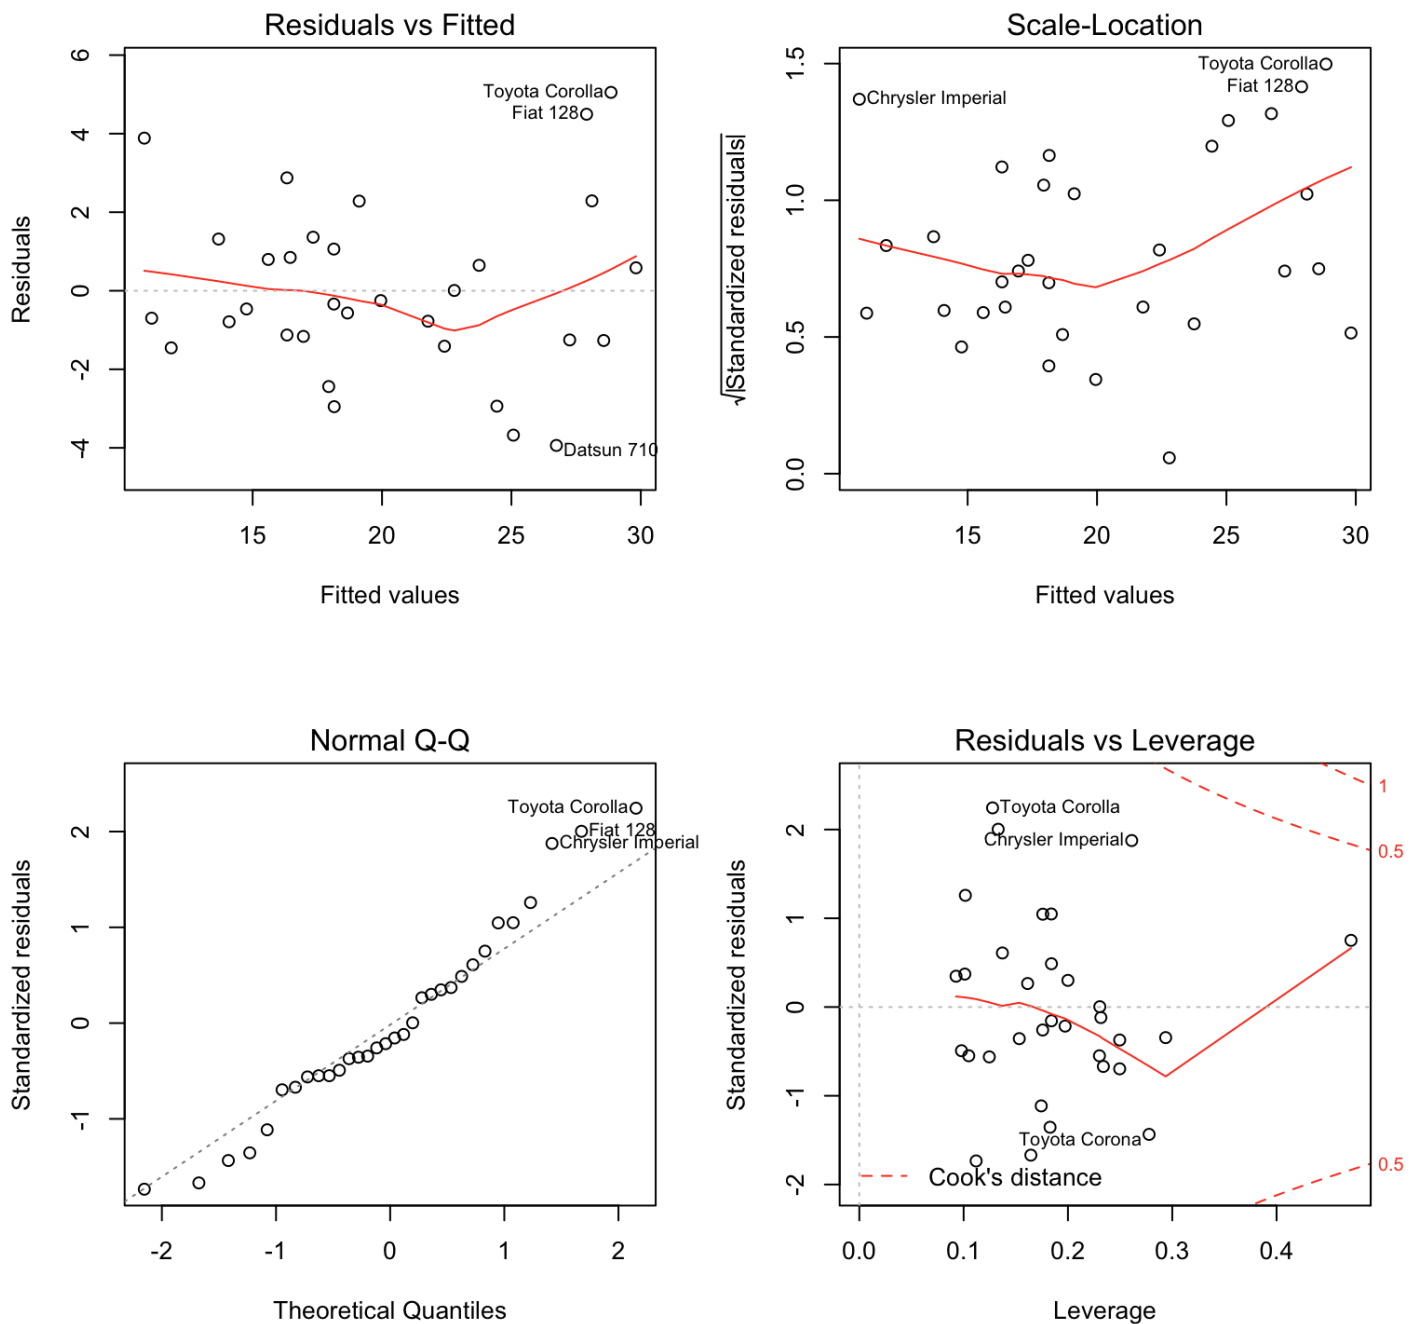 Residuals vs Fitted
Residuals
6
4
2
0
-2
-4
Toyota Corolla
Fiat 128
Datsun 710
15 20 25 30
Fitted values
Scale-Location
√|Standardized residuals|
1.5
1.0
0.5
0.0
Toyota Corolla
Fiat 128
Chrysler Imperial
15 20 25 30
Fitted values
Normal Q-Q
Standardized residuals
2
1
0
-1
Toyota Corolla
Fiat 128
Chrysler Imperial
-2 -1 0 1 2
Theoretical Quantiles
Residuals vs Leverage
Standardized residuals
2
1
0
-1
-2
1
0.5
0.5
Toyota Corolla
Chrysler Imperial
Toyota Corona
Cook's distance
0.0 0.1 0.2 0.3 0.4
Leverage